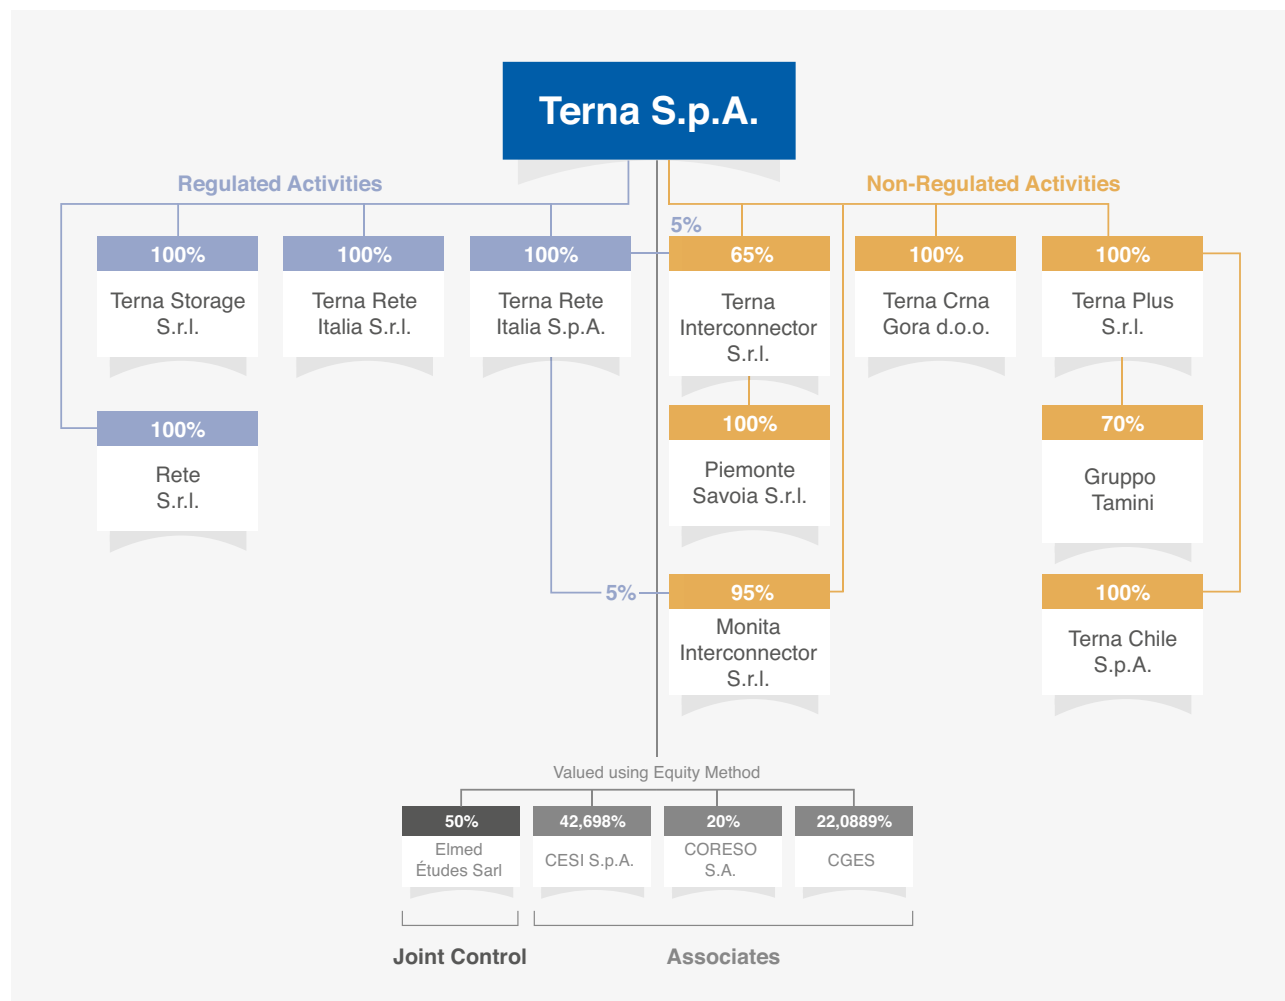 Terna S.p.A.
Regulated Activities
Non-Regulated Activities
5%
100%
Terna Storage
S.r.l.
100%
Terna Rete
Italia S.r.l.
100%
Terna Rete
Italia S.p.A.
65%
Terna
Interconnector
S.r.l.
100%
Terna Crna
Gora d.o.o.
100%
Terna Plus
S.r.l.
100%
Rete
S.r.l.
100%
Piemonte
Savoia S.r.l.
70%
Gruppo
Tamini
5%
95%
Monita
Interconnector
S.r.l.
100%
Terna Chile
S.p.A.
Valued using Equity Method
50%
Elmed
Études Sarl
42,698%
CESI S.p.A.
20%
CORESO
S.A.
22,0889%
CGES
Joint Control
Associates